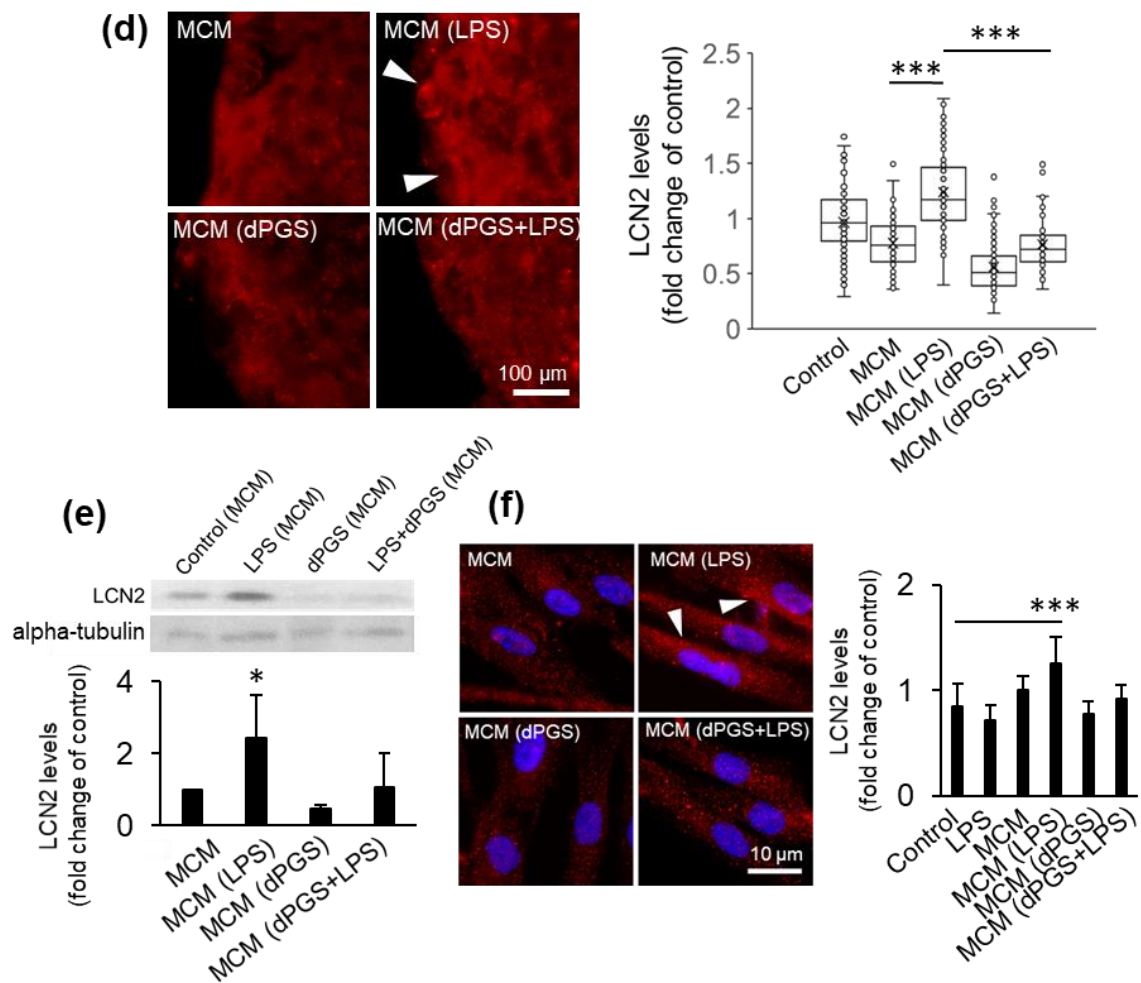 (d)
MCM
MCM (LPS)
MCM (dPGS)
MCM (dPGS+LPS)
100 µm
***
***
LCN2 levels
(fold change of control)
2.5
2
1.5
1
0.5
0
Control
MCM
MCM (LPS)
MCM (dPGS)
MCM (dPGS+LPS)
(e)
Control (MCM)
LPS (MCM)
dPGS (MCM)
LPS+dPGS (MCM)
LCN2
alpha-tubulin
LCN2 levels
(fold change of control)
4
2
0
*
MCM
MCM (LPS)
MCM (dPGS)
MCM (dPGS+LPS)
(f)
MCM
MCM (LPS)
MCM (dPGS)
MCM (dPGS+LPS)
10 µm
LCN2 levels
(fold change of control)
2
1
0
***
Control
LPS
MCM
MCM (LPS)
MCM (dPGS)
MCM (dPGS+LPS)